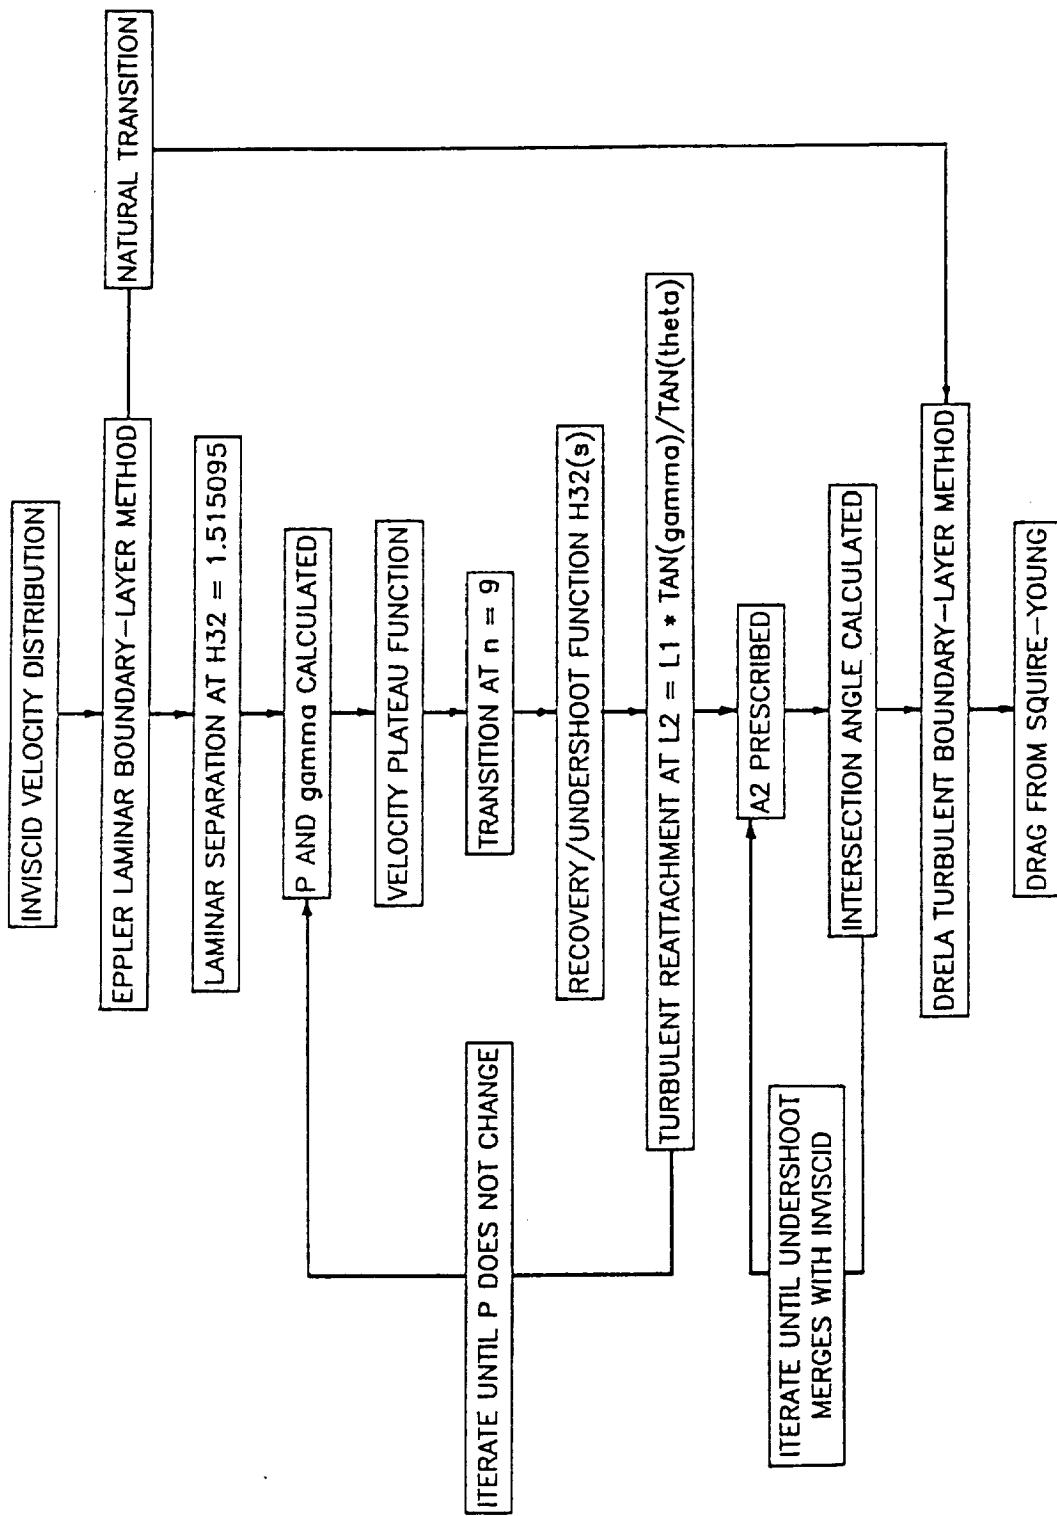 INVISCID VELOCITY DISTRIBUTION
EPPLER LAMINAR BOUNDARY-LAYER METHOD
NATURAL TRANSITION
LAMINAR SEPARATION AT H32 = 1.515095
P AND gamma CALCULATED
VELOCITY PLATEAU FUNCTION
TRANSITION AT n = 9
ITERATE UNTIL P DOES NOT CHANGE
RECOVERY/UNDERSHOOT FUNCTION H32(s)
TURBULENT REATTACHMENT AT L2 = L1 * TAN(gamma)/TAN(theta)
A2 PRESCRIBED
ITERATE UNTIL UNDERSHOOT
MERGES WITH INVISCID
INTERSECTION ANGLE CALCULATED
DRELA TURBULENT BOUNDARY-LAYER METHOD
DRAG FROM SQUIRE-YOUNG